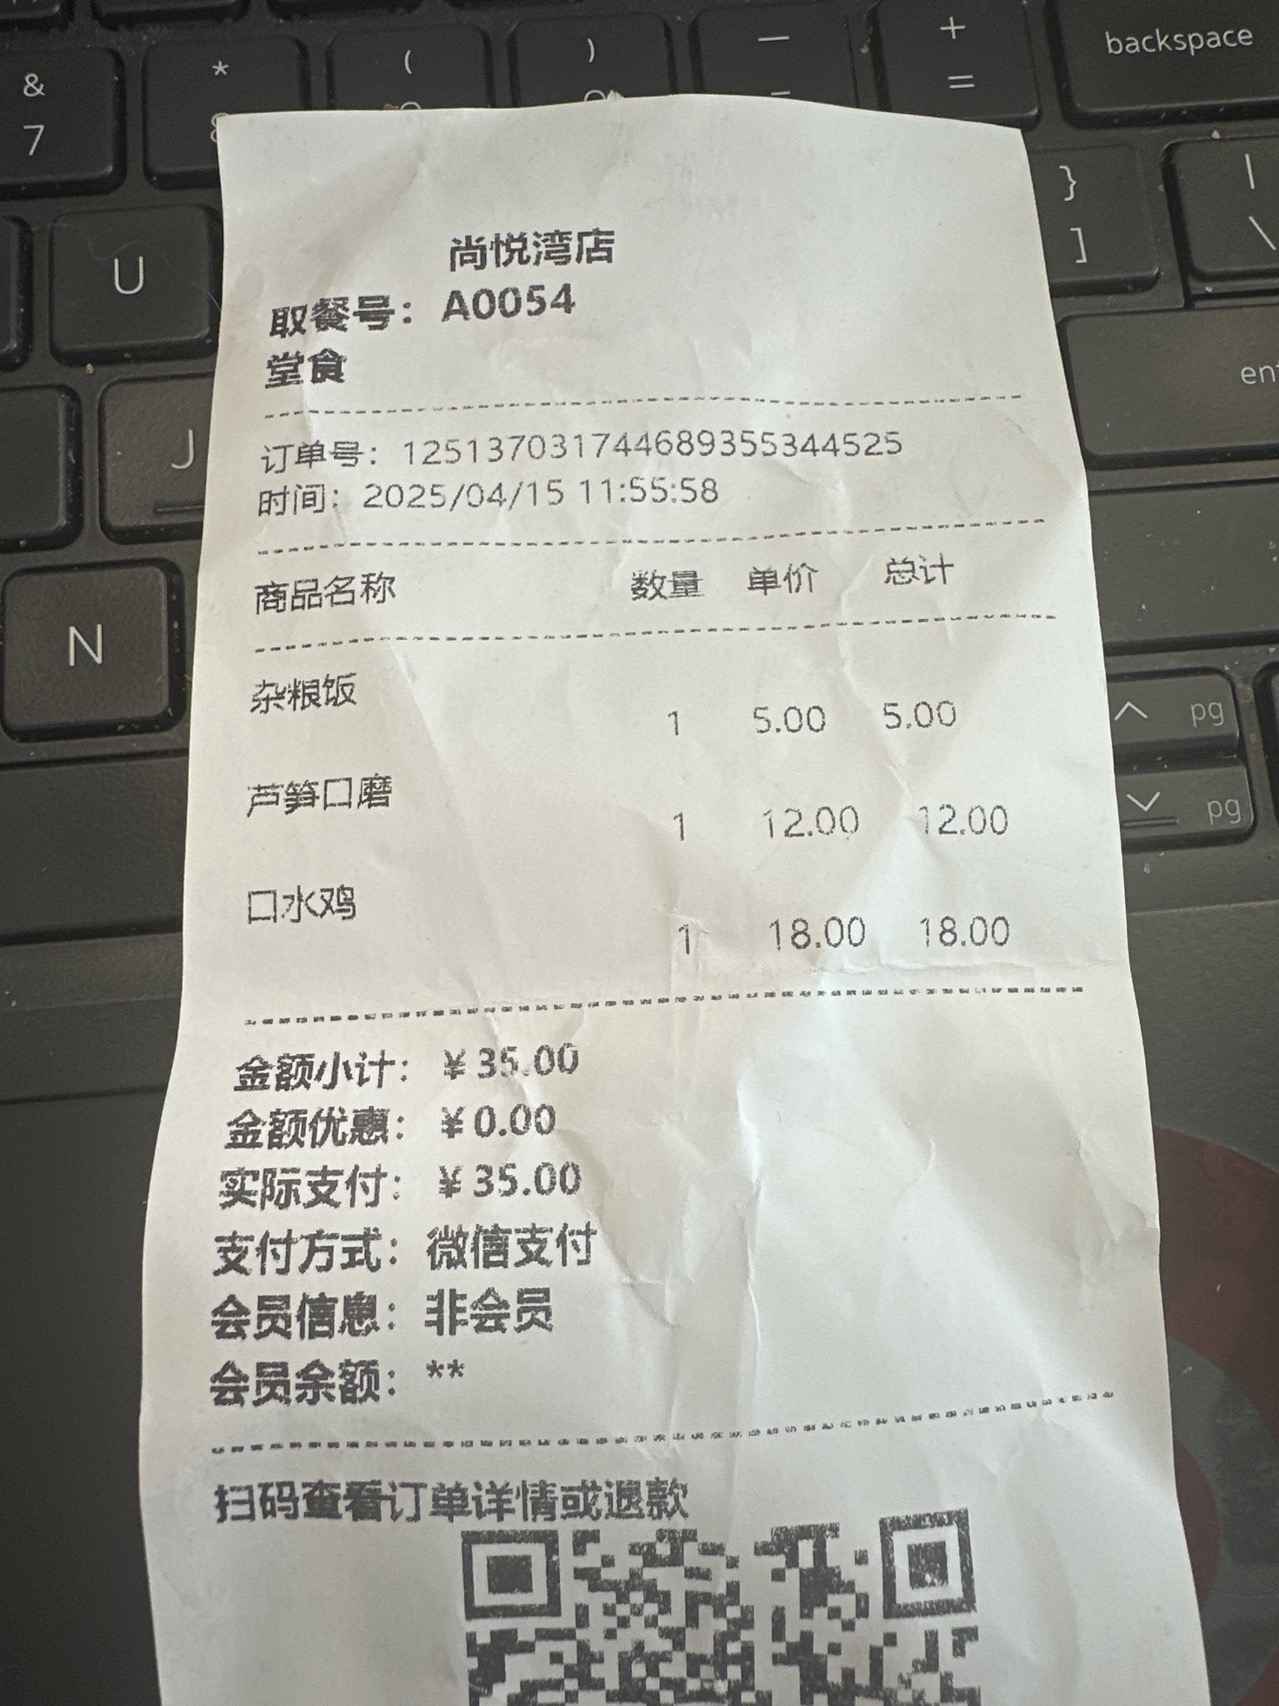 & * ( ) — + backspace
7 =
U } |
] \
J en
N
pg
pg
尚悦湾店
取餐号：A0054
堂食
订单号：1251370317446893553​44525
时间：2025/04/15 11:55:58
商品名称 数量 单价 总计
杂粮饭 1 5.00 5.00
芦笋口磨 1 12.00 12.00
口水鸡 1 18.00 18.00
金额小计：￥35.00
金额优惠：￥0.00
实际支付：￥35.00
支付方式：微信支付
会员信息：非会员
会员余额：**
扫码查看订单详情或退款